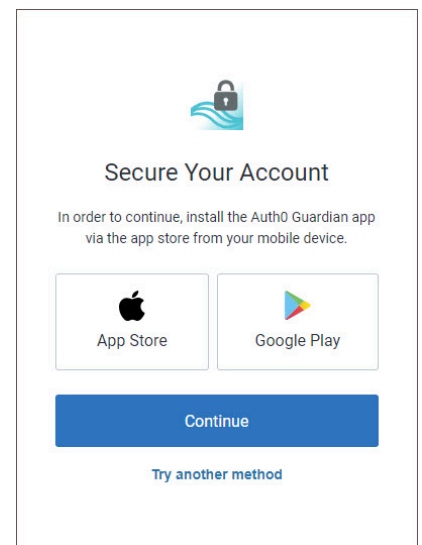 Secure Your Account
In order to continue, install the Auth0 Guardian app
via the app store from your mobile device.
App Store
Google Play
Continue
Try another method